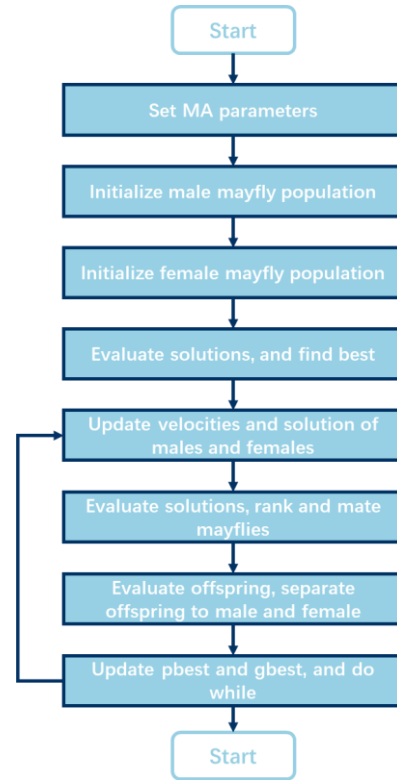 Start
Set MA parameters
Initialize male mayfly population
Initialize female mayfly population
Evaluate solutions, and find best
Update velocities and solution of
males and females
Evaluate solutions, rank and mate
mayflies
Evaluate offspring, separate
offspring to male and female
Update pbest and gbest, and do
while
Start